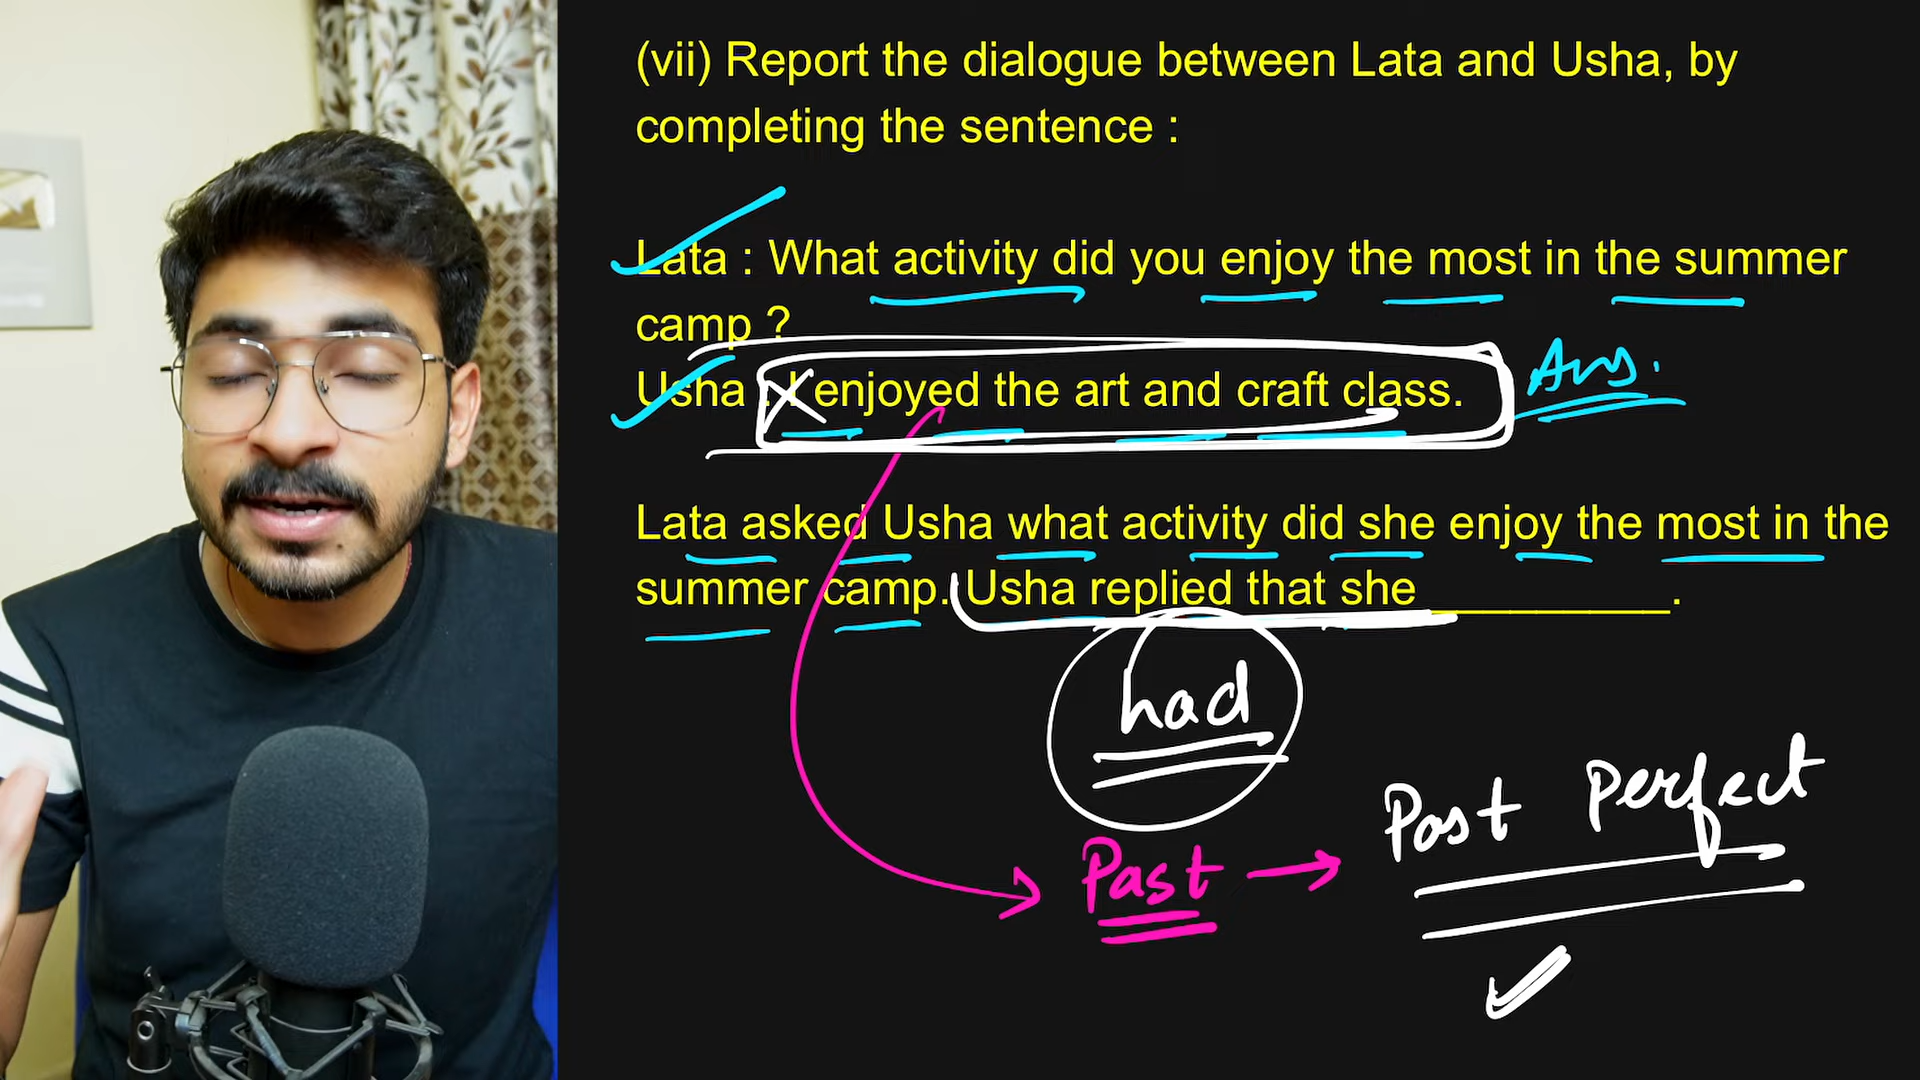 (vii) Report the dialogue between Lata and Usha, by
completing the sentence :
Lata : What activity did you enjoy the most in the summer
camp ?
Usha : I enjoyed the art and craft class.
Ans.
Lata asked Usha what activity did she enjoy the most in the
summer camp. Usha replied that she __________.
had
Past → Past perfect